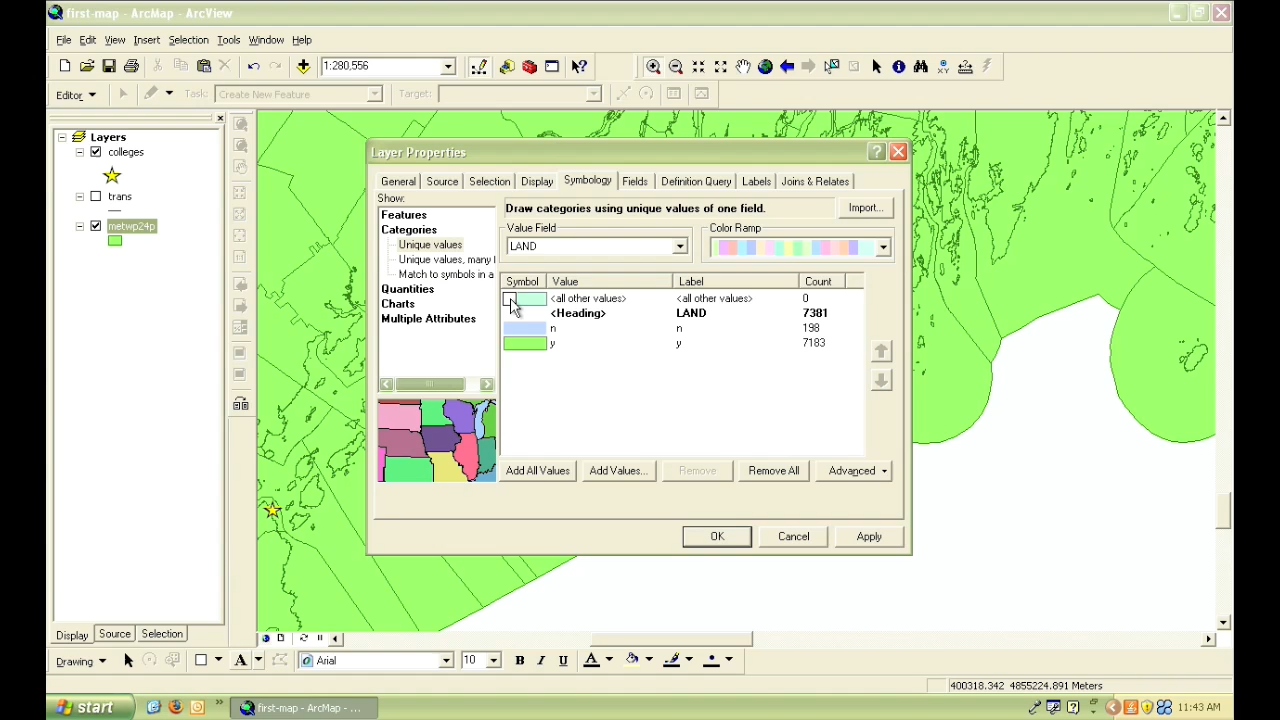 first-map - ArcMap - ArcView
File Edit View Insert Selection Tools Window Help
1:280,556
Editor Task: Create New Feature Target:
Layers
colleges
trans
metwp24p
Layer Properties
General Source Selection Display Symbology Fields Definition Query Labels Joins & Relates
Show:
Features
Categories
Unique values
Unique values, many
Match to symbols in a
Quantities
Charts
Multiple Attributes
Draw categories using unique values of one field.
Import...
Value Field
LAND
Color Ramp
Symbol Value Label Count
<all other values> <all other values> 0
<Heading> LAND 7381
n n 198
y y 7183
Add All Values Add Values... Remove Remove All Advanced
OK Cancel Apply
Display Source Selection
Drawing A Arial 10 B I U A
400318.342 4855224.891 Meters
start first-map - ArcMap - ... 11:43 AM